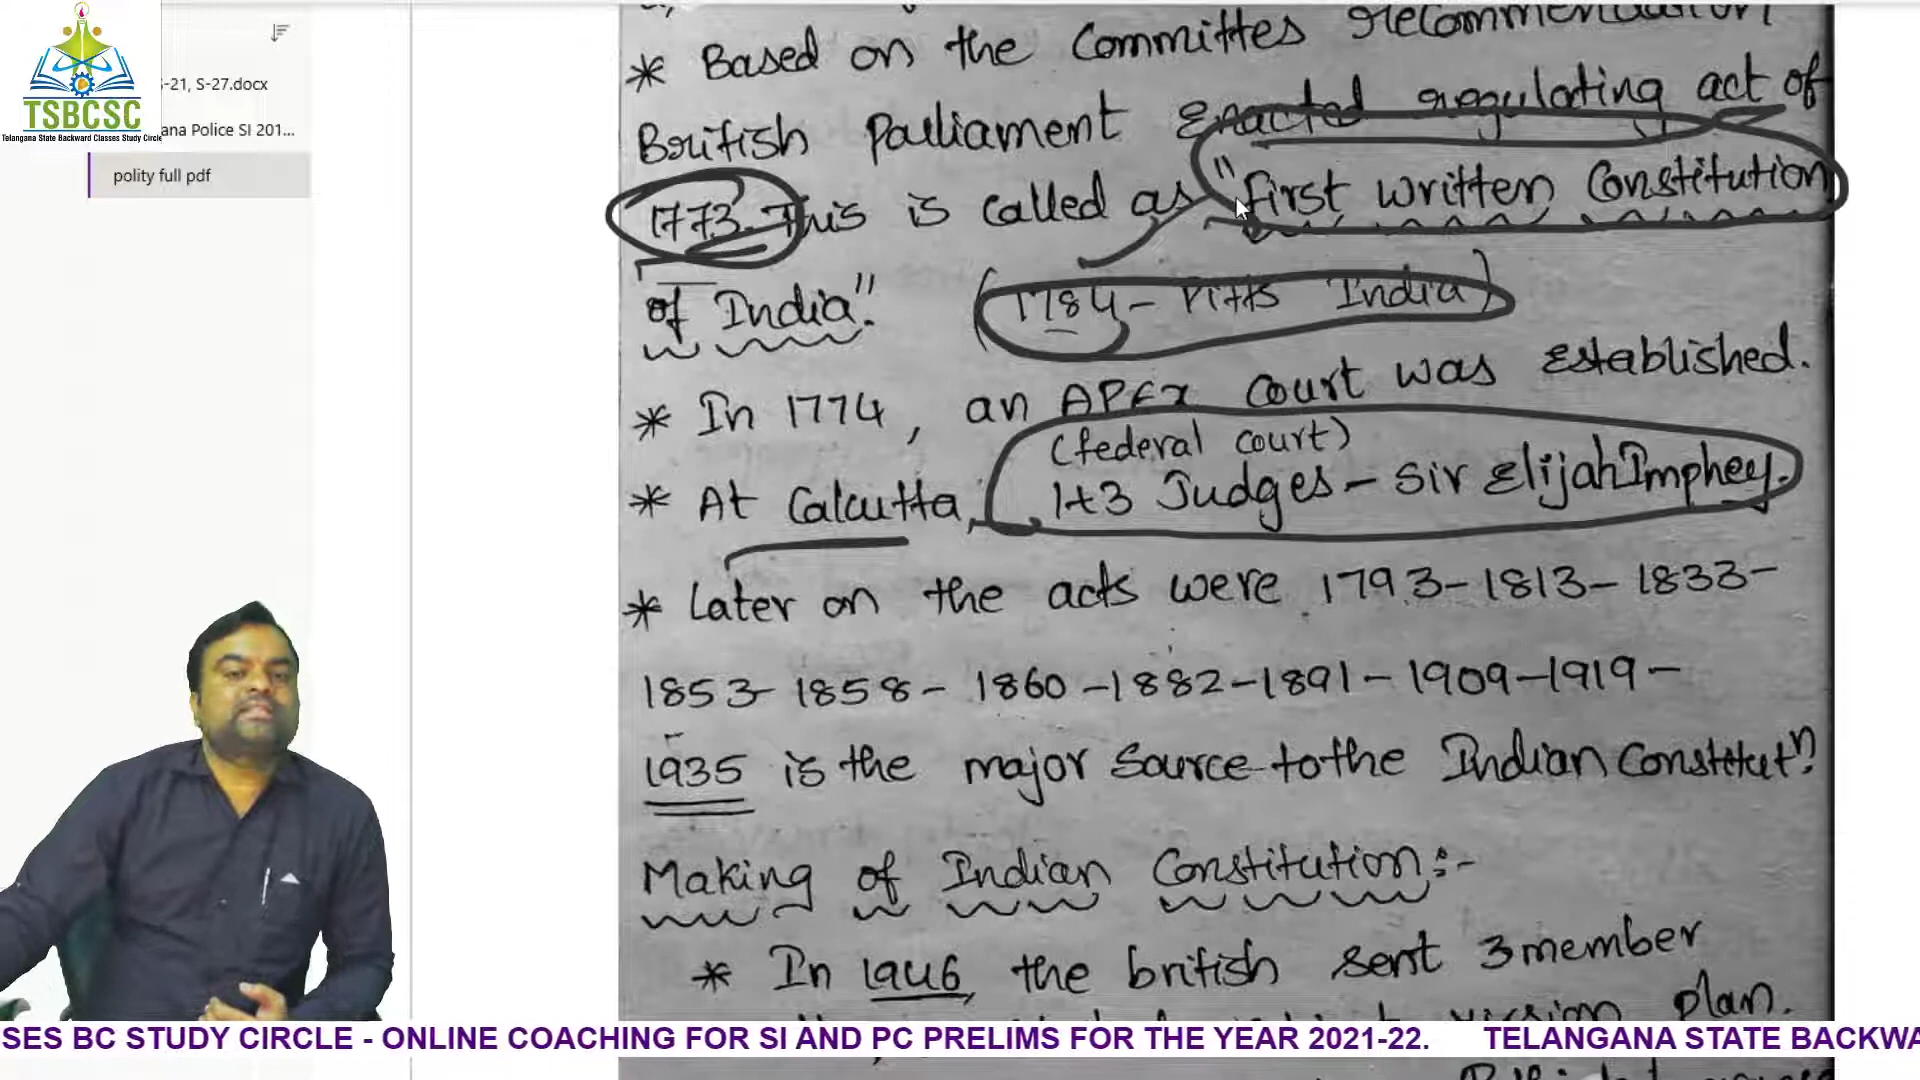 TSBCSC
Telangana State Backward Classes Study Circle
-21, S-27.docx
ana Police SI 201...
polity full pdf
* Based on the Committes recommendation
British Parliament Enacted regulating act of
1773. This is called as "first written Constitution
of India". (1784 - Pitts India)
* In 1774, an APEX court was Established.
(federal court)
* At Calcutta, 1+3 Judges - Sir Elijah Imphey.
* Later on the acts were 1793-1813-1833-
1853-1858-1860-1882-1891-1909-1919-
1935 is the major Source to the Indian Constetutn.
Making of Indian Constitution:-
* In 1946, the british sent 3 member
plan.
SES BC STUDY CIRCLE - ONLINE COACHING FOR SI AND PC PRELIMS FOR THE YEAR 2021-22. TELANGANA STATE BACKWA